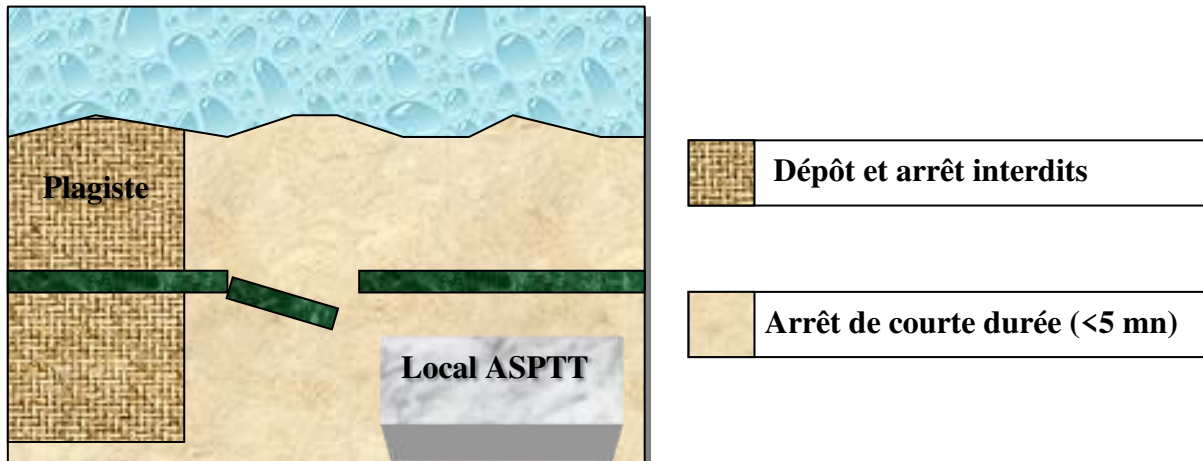 Plagiste
Local ASPTT
Dépôt et arrêt interdits
Arrêt de courte durée (<5 mn)